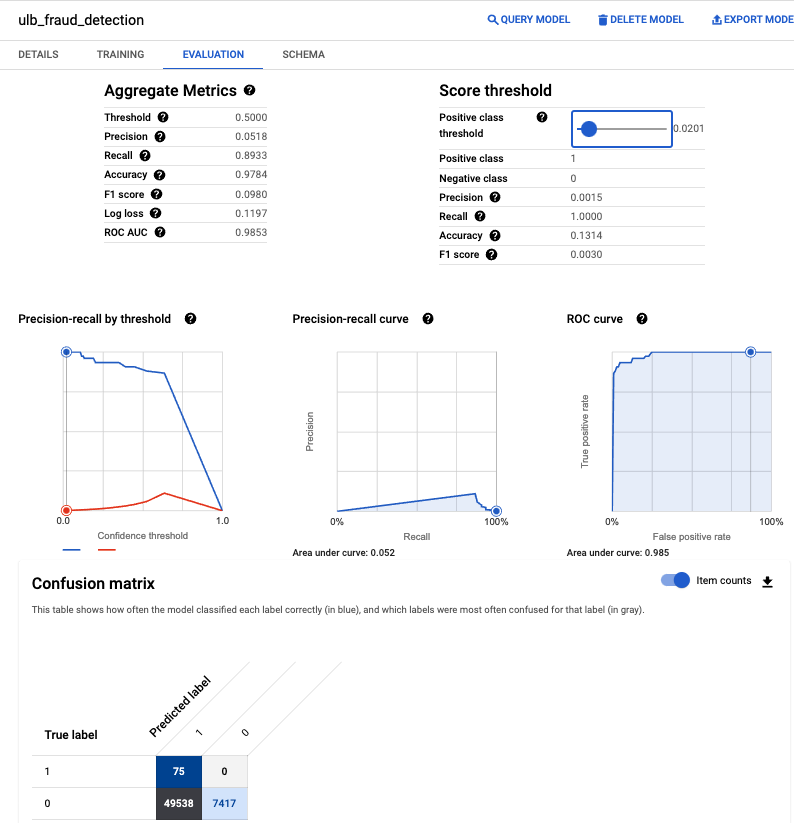 ulb_fraud_detection
QUERY MODEL
DELETE MODEL
EXPORT MODE
DETAILS
TRAINING
EVALUATION
SCHEMA
Aggregate Metrics
Threshold 0.5000
Precision 0.0518
Recall 0.8933
Accuracy 0.9784
F1 score 0.0980
Log loss 0.1197
ROC AUC 0.9853
Score threshold
Positive class
threshold
0.0201
Positive class 1
Negative class 0
Precision 0.0015
Recall 1.0000
Accuracy 0.1314
F1 score 0.0030
Precision-recall by threshold
0.0 1.0
Confidence threshold
Precision-recall curve
Precision
0% 100%
Recall
Area under curve: 0.052
ROC curve
True positive rate
0% 100%
False positive rate
Area under curve: 0.985
Confusion matrix
Item counts
This table shows how often the model classified each label correctly (in blue), and which labels were most often confused for that label (in gray).
True label
Predicted label
1 0
1 75 0
0 49538 7417